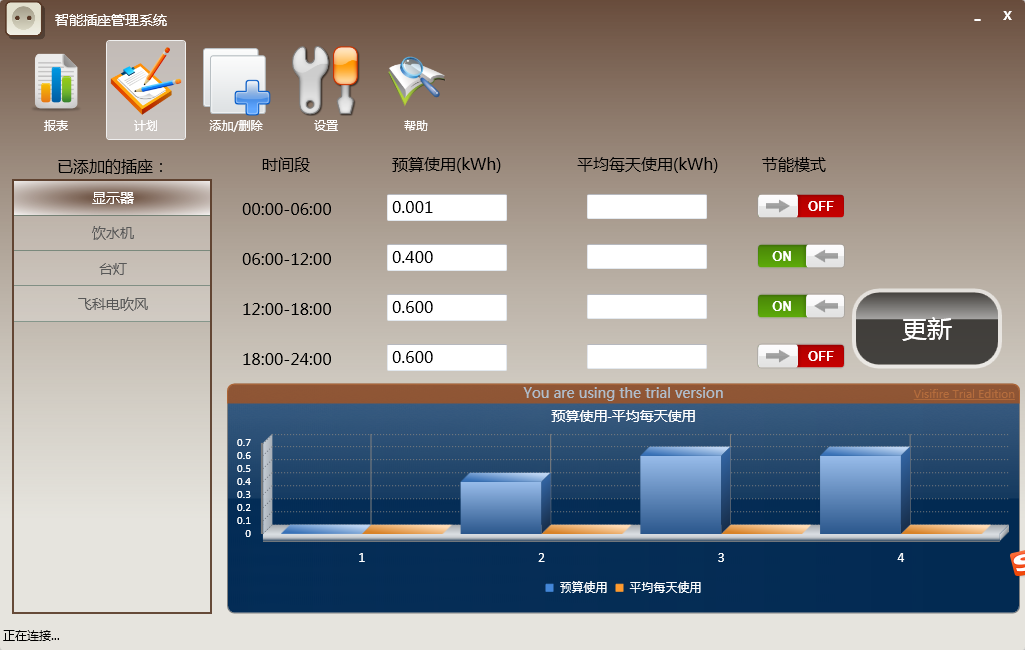 智能插座管理系统
报表 计划 添加/删除 设置 帮助
已添加的插座： 时间段 预算使用(kWh) 平均每天使用(kWh) 节能模式
显示器
饮水机
台灯
飞科电吹风
00:00-06:00 0.001 OFF
06:00-12:00 0.400 ON
12:00-18:00 0.600 ON
18:00-24:00 0.600 OFF
更新
You are using the trial version
Visifire Trial Edition
预算使用-平均每天使用
0.7
0.6
0.5
0.4
0.3
0.2
0.1
0
1 2 3 4
预算使用 平均每天使用
正在连接...